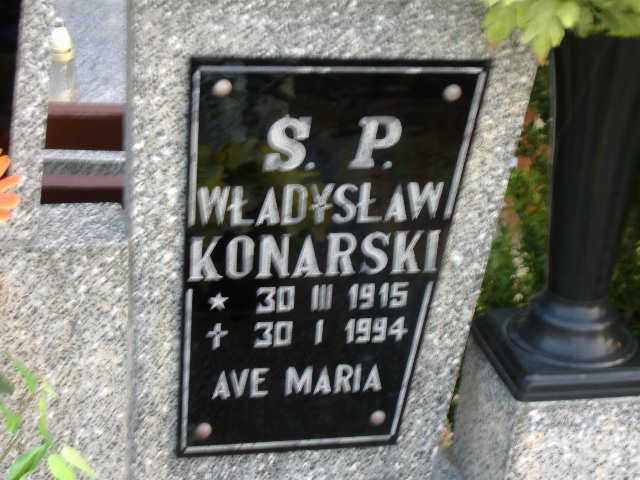 S. P.
WŁADYSŁAW
KONARSKI
* 30 III 1915
† 30 I 1994
AVE MARIA